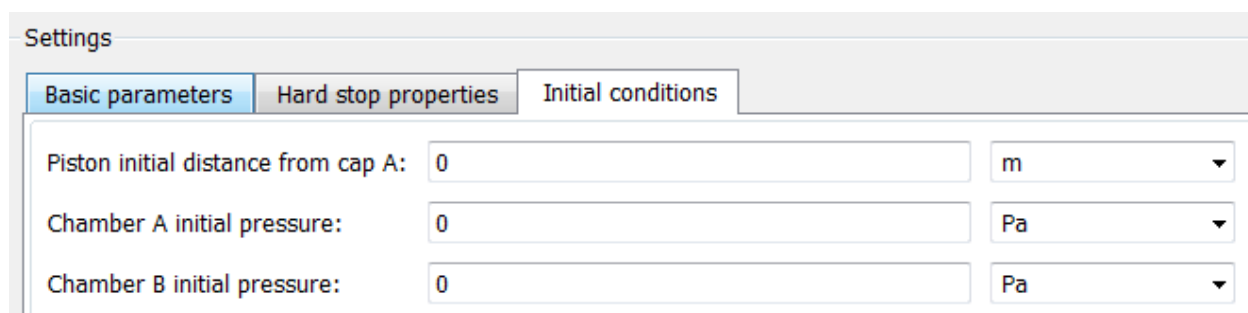 Settings
Basic parameters Hard stop properties Initial conditions
Piston initial distance from cap A: 0 m
Chamber A initial pressure: 0 Pa
Chamber B initial pressure: 0 Pa